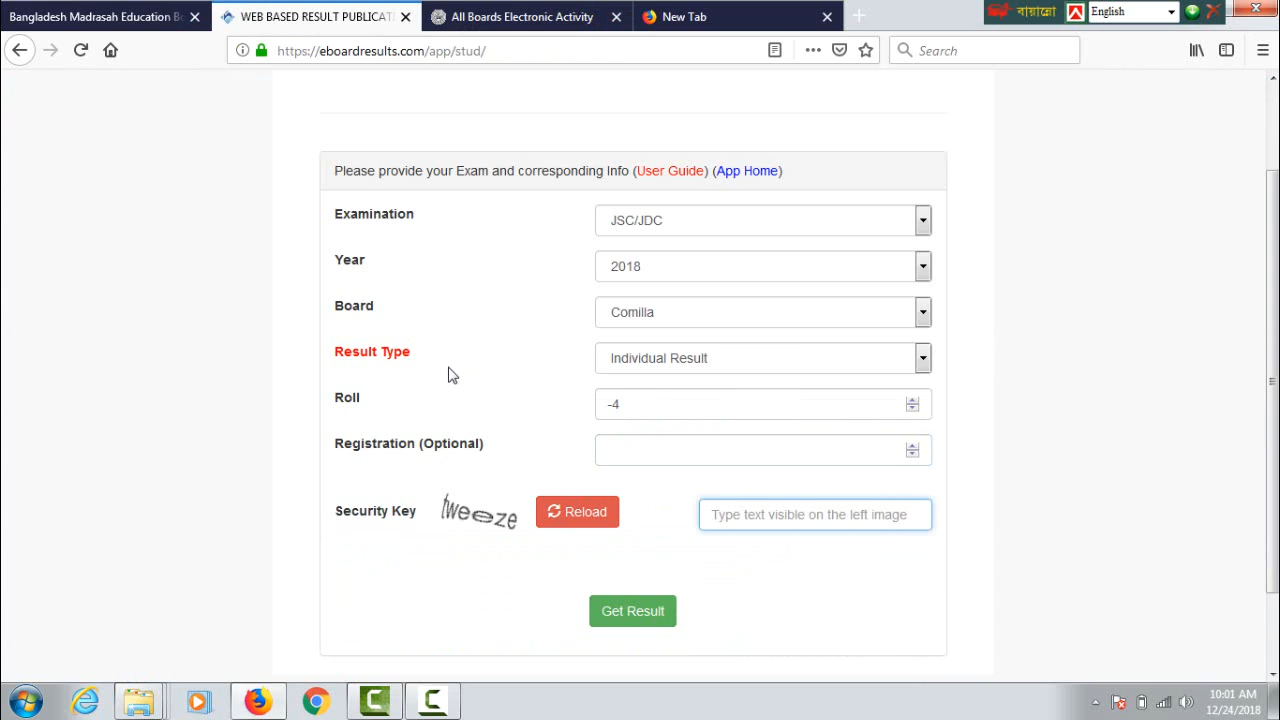 Bangladesh Madrasah Education B
WEB BASED RESULT PUBLICAT
All Boards Electronic Activity
New Tab
বায়ান্নো
English
https://eboardresults.com/app/stud/
Search
Please provide your Exam and corresponding Info (User Guide) (App Home)
Examination
JSC/JDC
Year
2018
Board
Comilla
Result Type
Individual Result
Roll
-4
Registration (Optional)
Security Key
tweeze
Reload
Type text visible on the left image
Get Result
10:01 AM
12/24/2018